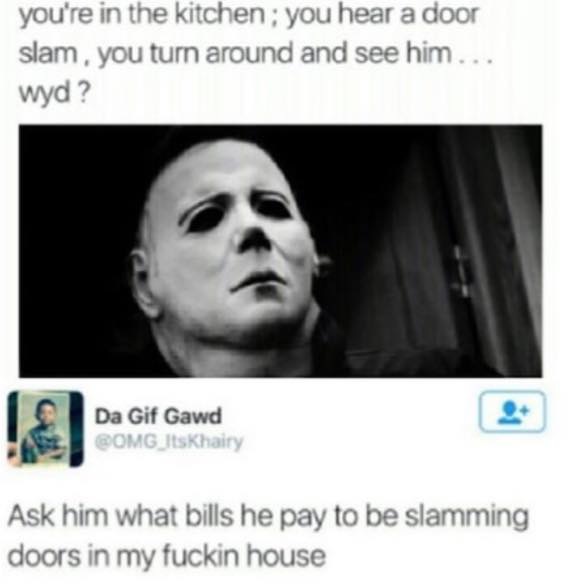 you're in the kitchen ; you hear a door
slam , you turn around and see him . . .
wyd ?
Da Gif Gawd
@OMG_ItsKhairy
Ask him what bills he pay to be slamming
doors in my fuckin house